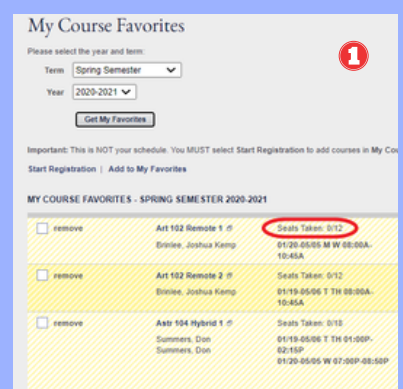 My Course Favorites
Please select the year and term:
1
Term Spring Semester
Year 2020-2021
Get My Favorites
Important: This is NOT your schedule. You MUST select Start Registration to add courses in My Cou
Start Registration | Add to My Favorites
MY COURSE FAVORITES - SPRING SEMESTER 2020-2021
remove Art 102 Remote 1 Seats Taken: 0/12
Brinlee, Joshua Kemp 01/20-05/05 M W 08:00A-
10:45A
remove Art 102 Remote 2 Seats Taken: 0/12
Brinlee, Joshua Kemp 01/19-05/06 T TH 08:00A-
10:45A
remove Astr 104 Hybrid 1 Seats Taken: 0/18
Summers, Don 01/19-05/06 T TH 01:00P-
Summers, Don 02:15P
01/20-05/05 W 07:00P-08:50P